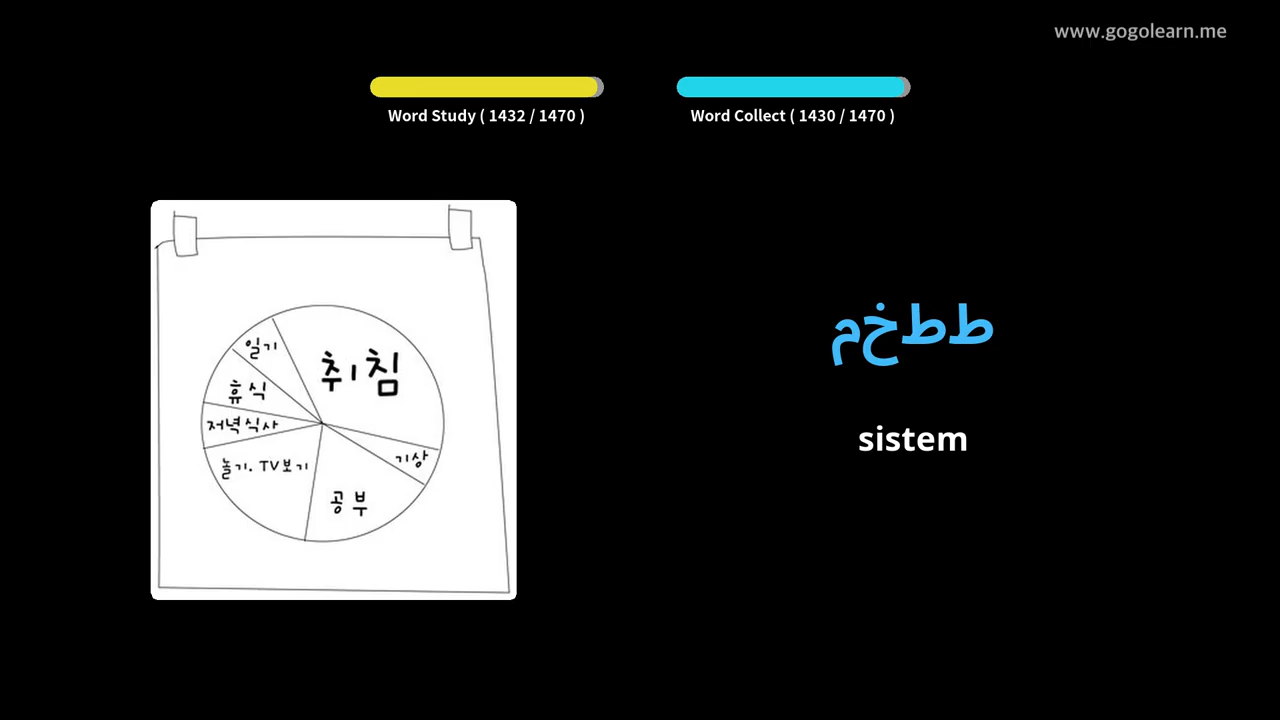 www.gogolearn.me
Word Study ( 1432 / 1470 )
Word Collect ( 1430 / 1470 )
일기
취침
휴식
저녁식사
놀기. TV보기
기상
공부
ططخم
sistem